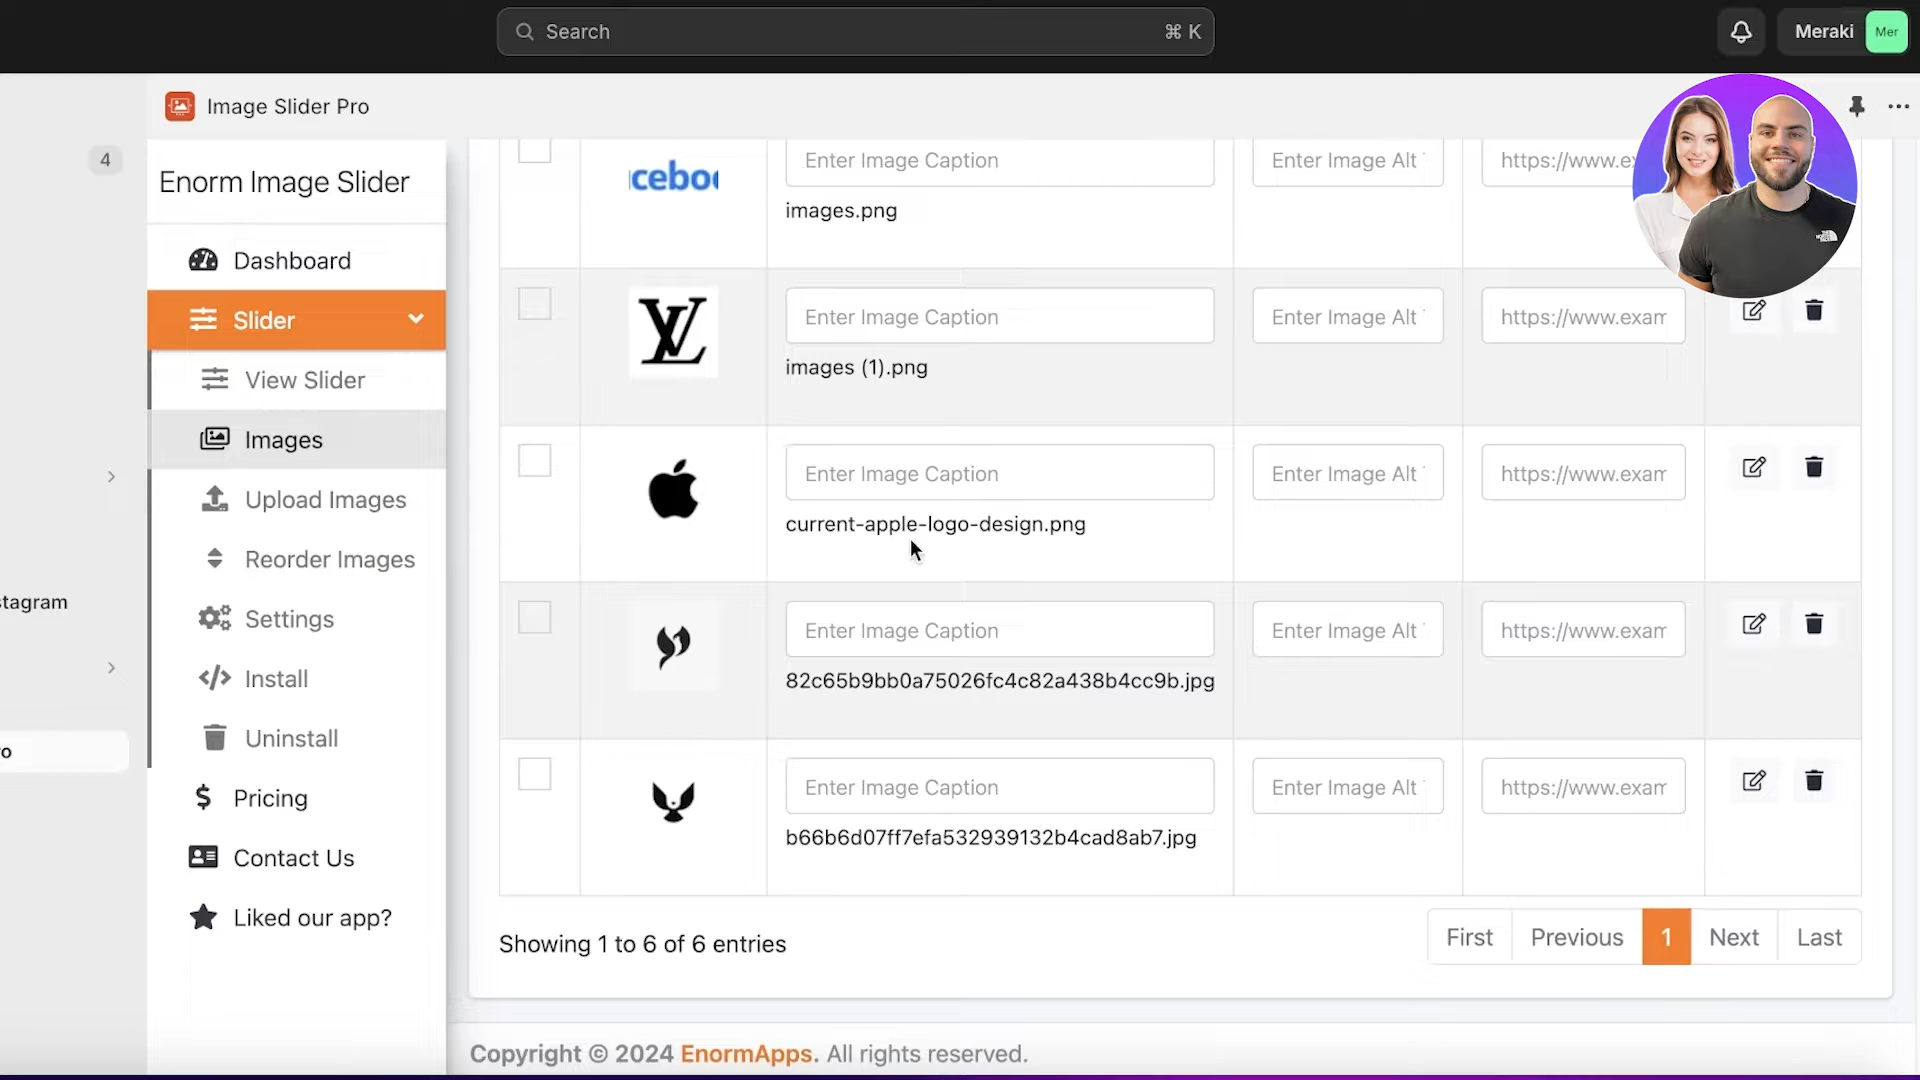 Search
⌘ K
Meraki
Mer
Image Slider Pro
4
Enorm Image Slider
Dashboard
Slider
View Slider
Images
Upload Images
Reorder Images
Settings
Install
Uninstall
Pricing
Contact Us
Liked our app?
stagram
o
cebo
Enter Image Caption
Enter Image Alt
https://www.e
images.png
LV
Enter Image Caption
Enter Image Alt
https://www.exam
images (1).png
Enter Image Caption
Enter Image Alt
https://www.exam
current-apple-logo-design.png
Enter Image Caption
Enter Image Alt
https://www.exam
82c65b9bb0a75026fc4c82a438b4cc9b.jpg
Enter Image Caption
Enter Image Alt
https://www.exam
b66b6d07ff7efa532939132b4cad8ab7.jpg
Showing 1 to 6 of 6 entries
First
Previous
1
Next
Last
Copyright © 2024 EnormApps. All rights reserved.